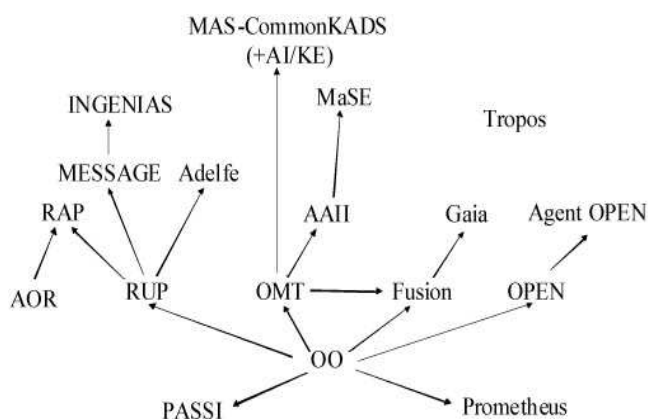 MAS-CommonKADS
(+AI/KE)
MaSE
INGENIAS
Tropos
MESSAGE Adelfe
RAP AAII Gaia Agent OPEN
AOR RUP OMT Fusion OPEN
OO
PASSI Prometheus